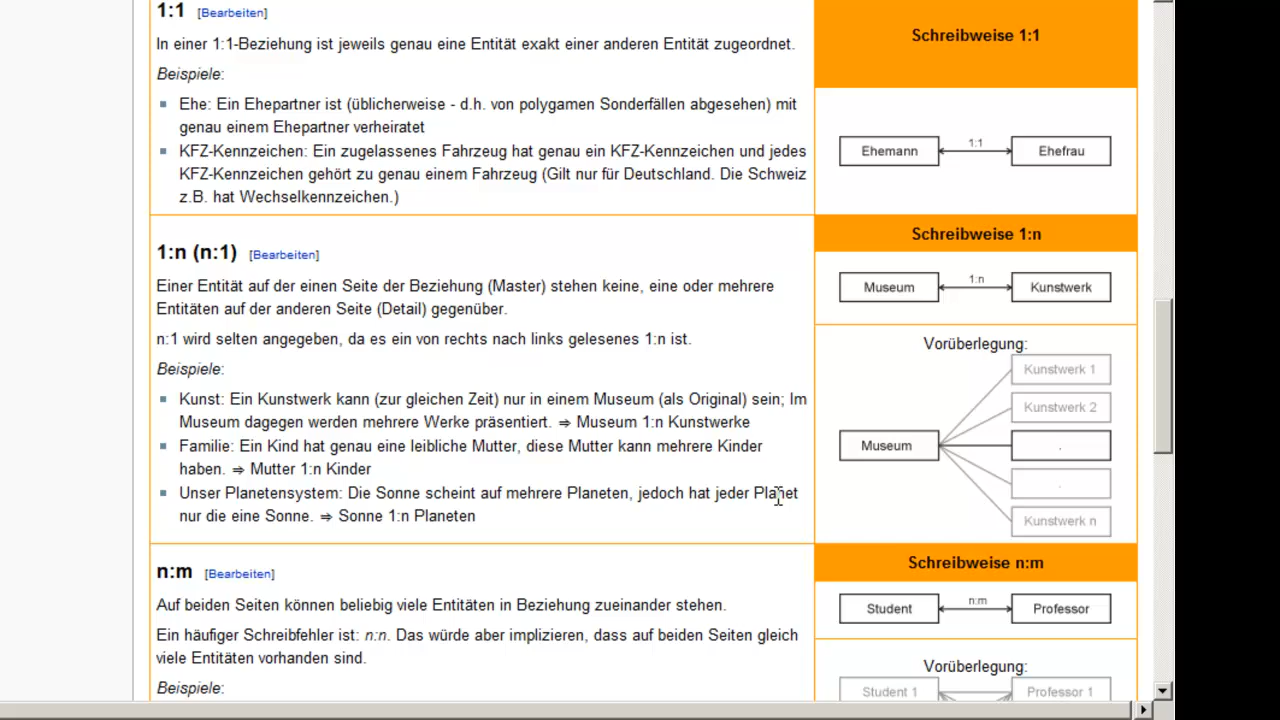 1:1 [Bearbeiten]
In einer 1:1-Beziehung ist jeweils genau eine Entität exakt einer anderen Entität zugeordnet.
Beispiele:
Ehe: Ein Ehepartner ist (üblicherweise - d.h. von polygamen Sonderfällen abgesehen) mit
genau einem Ehepartner verheiratet
KFZ-Kennzeichen: Ein zugelassenes Fahrzeug hat genau ein KFZ-Kennzeichen und jedes
KFZ-Kennzeichen gehört zu genau einem Fahrzeug (Gilt nur für Deutschland. Die Schweiz
z.B. hat Wechselkennzeichen.)
Schreibweise 1:1
Ehemann 1:1 Ehefrau
1:n (n:1) [Bearbeiten]
Einer Entität auf der einen Seite der Beziehung (Master) stehen keine, eine oder mehrere
Entitäten auf der anderen Seite (Detail) gegenüber.
n:1 wird selten angegeben, da es ein von rechts nach links gelesenes 1:n ist.
Beispiele:
Kunst: Ein Kunstwerk kann (zur gleichen Zeit) nur in einem Museum (als Original) sein; Im
Museum dagegen werden mehrere Werke präsentiert. ⇒ Museum 1:n Kunstwerke
Familie: Ein Kind hat genau eine leibliche Mutter, diese Mutter kann mehrere Kinder
haben. ⇒ Mutter 1:n Kinder
Unser Planetensystem: Die Sonne scheint auf mehrere Planeten, jedoch hat jeder Planet
nur die eine Sonne. ⇒ Sonne 1:n Planeten
Schreibweise 1:n
Museum 1:n Kunstwerk
Vorüberlegung:
Kunstwerk 1
Kunstwerk 2
Museum .
.
Kunstwerk n
n:m [Bearbeiten]
Auf beiden Seiten können beliebig viele Entitäten in Beziehung zueinander stehen.
Ein häufiger Schreibfehler ist: n:n. Das würde aber implizieren, dass auf beiden Seiten gleich
viele Entitäten vorhanden sind.
Beispiele:
Schreibweise n:m
Student n:m Professor
Vorüberlegung:
Student 1 Professor 1